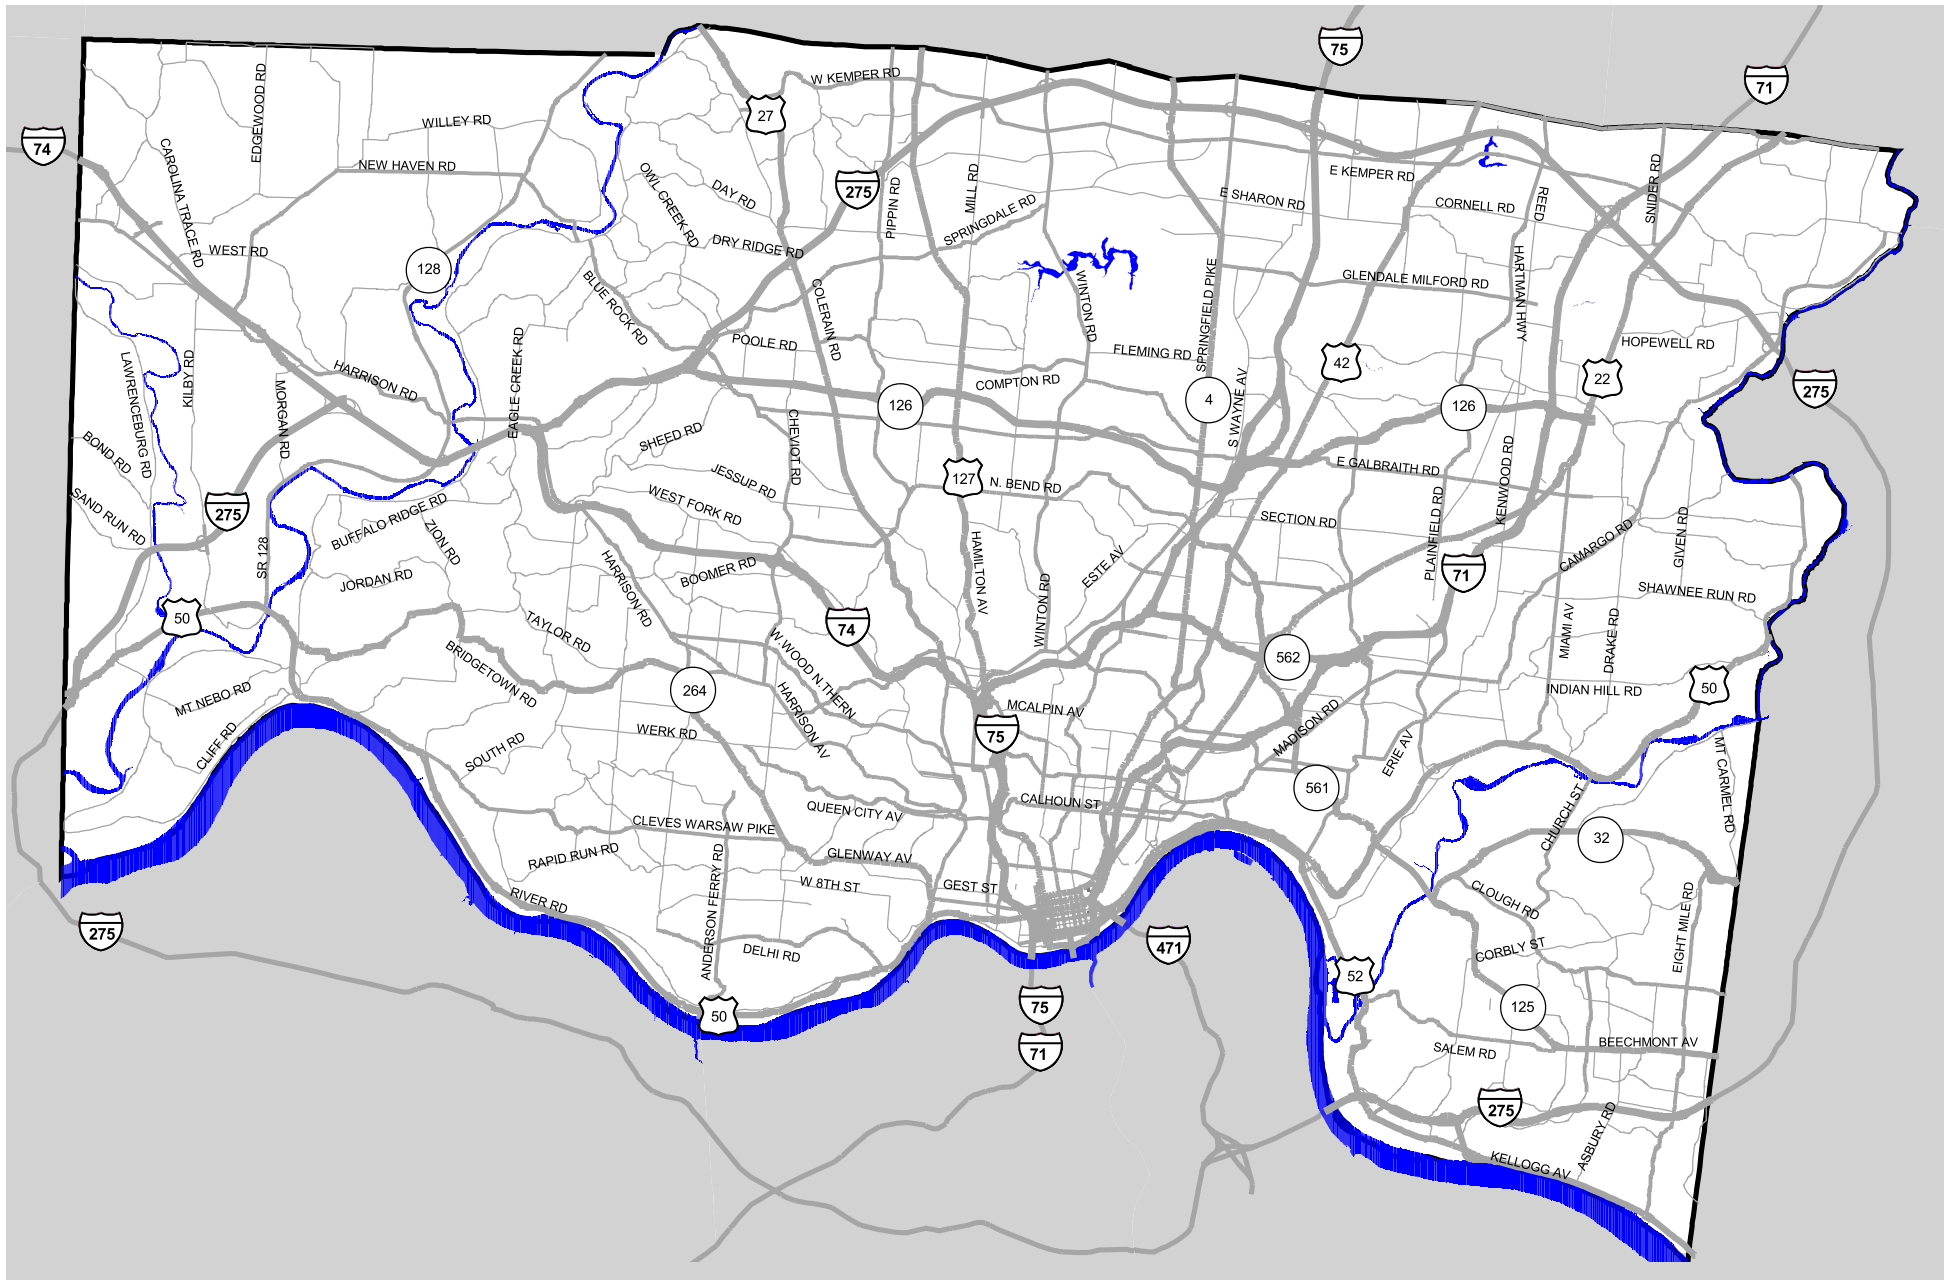 75
71
27
W KEMPER RD
EDGEWOOD RD
WILLEY RD
74
CAROLINA TRACE RD
NEW HAVEN RD
OWL CREEK RD
DAY RD
275
PIPPIN RD
MILL RD
SPRINGDALE RD
E KEMPER RD
E SHARON RD
CORNELL RD
REED
HARTMAN HWY
SNIDER RD
WEST RD
128
DRY RIDGE RD
BLUE ROCK RD
COLERAIN RD
WINTON RD
SPRINGFIELD PIKE
GLENDALE MILFORD RD
LAWRENCEBURG RD
KILBY RD
MORGAN RD
HARRISON RD
EAGLE CREEK RD
POOLE RD
FLEMING RD
42
HOPEWELL RD
22
275
COMPTON RD
126
4
S WAYNE AV
126
BOND RD
SHEED RD
CHEVIOT RD
JESSUP RD
WEST FORK RD
127
N. BEND RD
E GALBRAITH RD
KENWOOD RD
PLAINFIELD RD
SECTION RD
SAND RUN RD
275
SR 128
BUFFALO RIDGE RD
ZION RD
JORDAN RD
HARRISON RD
BOOMER RD
HAMILTON AV
WINTON RD
ESTE AV
71
CAMARGO RD
GIVEN RD
SHAWNEE RUN RD
50
TAYLOR RD
BRIDGETOWN RD
W.WOOD N.THERN
74
562
MIAMI AV
DRAKE RD
INDIAN HILL RD
50
MT NEBO RD
CLIFF RD
264
HARRISON AV
MCALPIN AV
75
MADISON RD
ERIE AV
MT CARMEL RD
SOUTH RD
WERK RD
561
QUEEN CITY AV
CALHOUN ST
CHURCH ST
32
CLEVES WARSAW PIKE
RAPID RUN RD
GLENWAY AV
ANDERSON FERRY RD
W 8TH ST
GEST ST
RIVER RD
CLOUGH RD
EIGHT MILE RD
275
DELHI RD
471
CORBLY ST
52
50
75
125
71
SALEM RD
BEECHMONT AV
275
ASBURY RD
KELLOGG AV